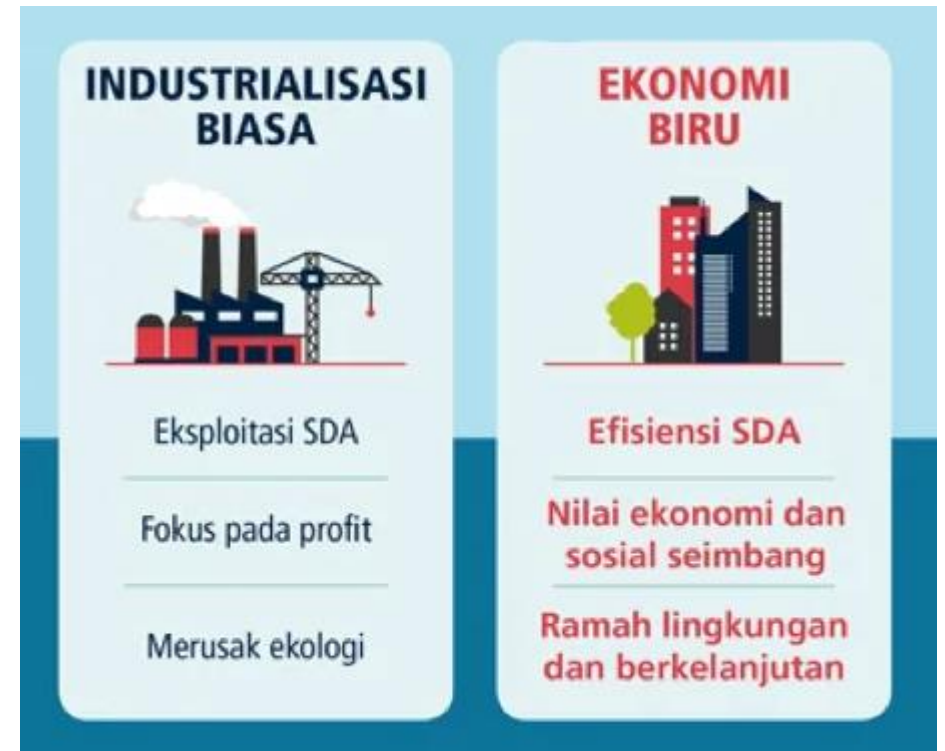 INDUSTRIALISASI
BIASA
Eksploitasi SDA
Fokus pada profit
Merusak ekologi
EKONOMI
BIRU
Efisiensi SDA
Nilai ekonomi dan
sosial seimbang
Ramah lingkungan
dan berkelanjutan